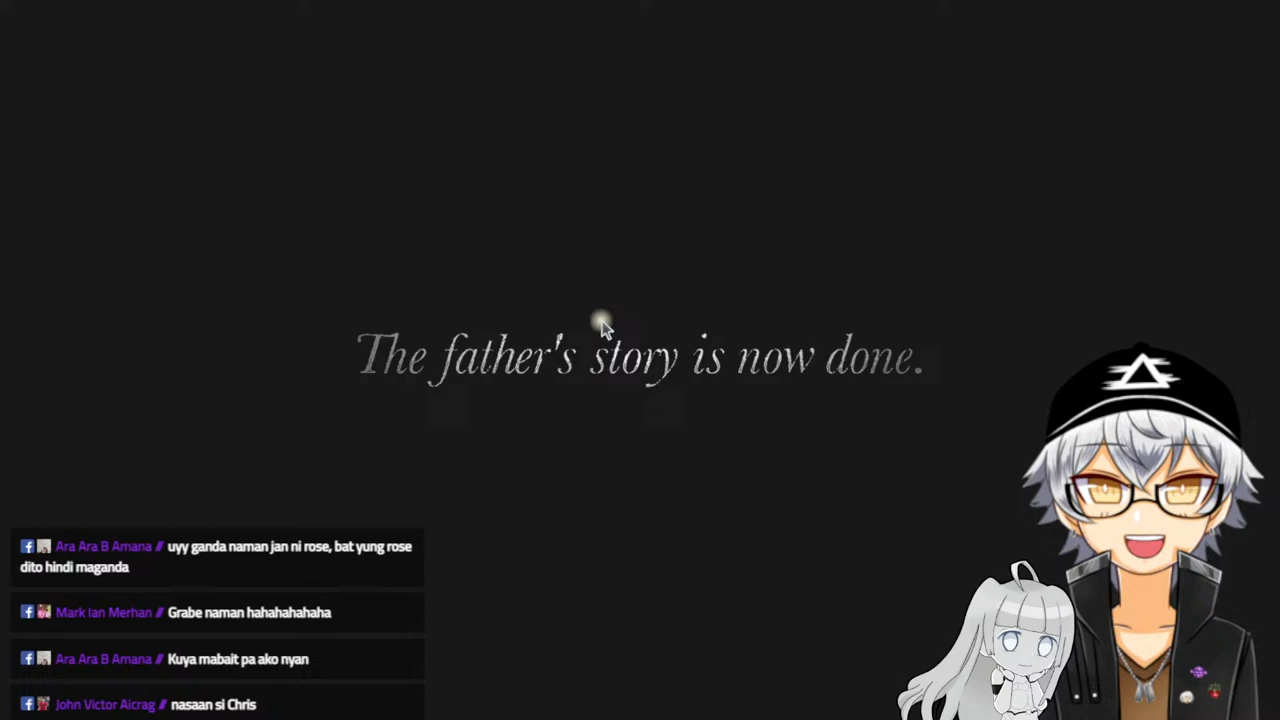 The father's story is now done.
Ara Ara B Amana // uyy ganda naman jan ni rose, bat yung rose
dito hindi maganda
Mark Ian Merhan // Grabe naman hahahahahaha
Ara Ara B Amana // Kuya mabait pa ako nyan
John Victor Aicrag // nasaan si Chris